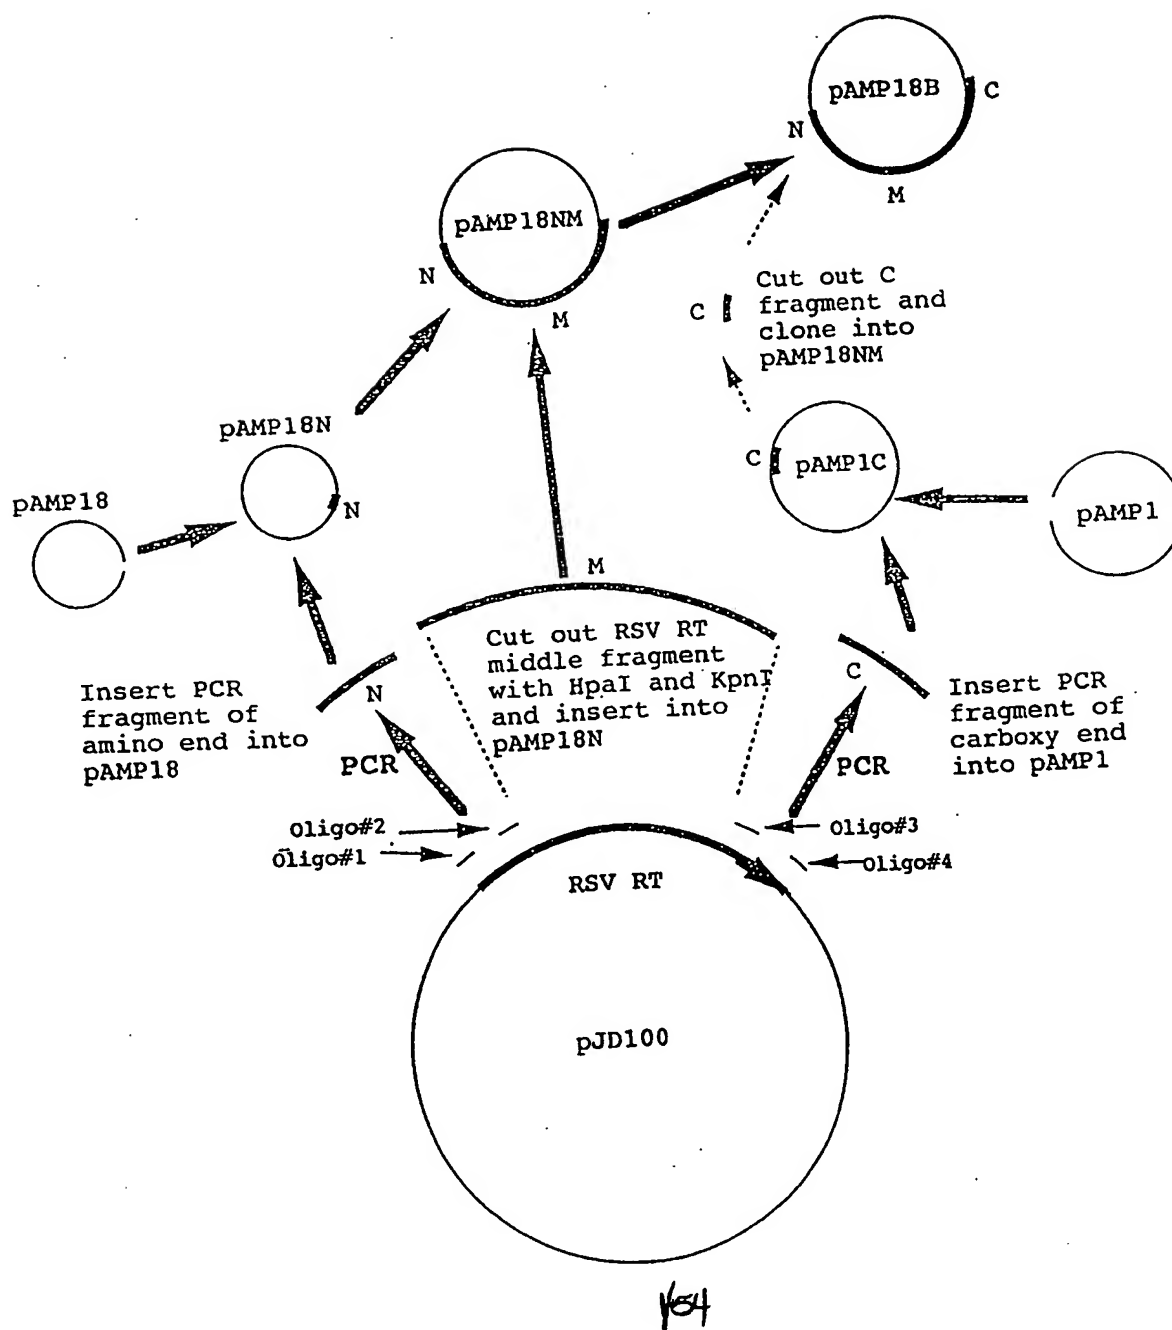 pAMP18B
C
N
M
pAMP18NM
N
M
Cut out C
fragment and
clone into
pAMP18NM
C
pAMP18N
N
pAMP18
C
pAMP1C
pAMP1
M
Cut out RSV RT
middle fragment
with HpaI and KpnI
and insert into
pAMP18N
Insert PCR
fragment of
amino end into
pAMP18
N
PCR
C
PCR
Insert PCR
fragment of
carboxy end
into pAMP1
Oligo#2
Oligo#1
Oligo#3
Oligo#4
RSV RT
pJD100